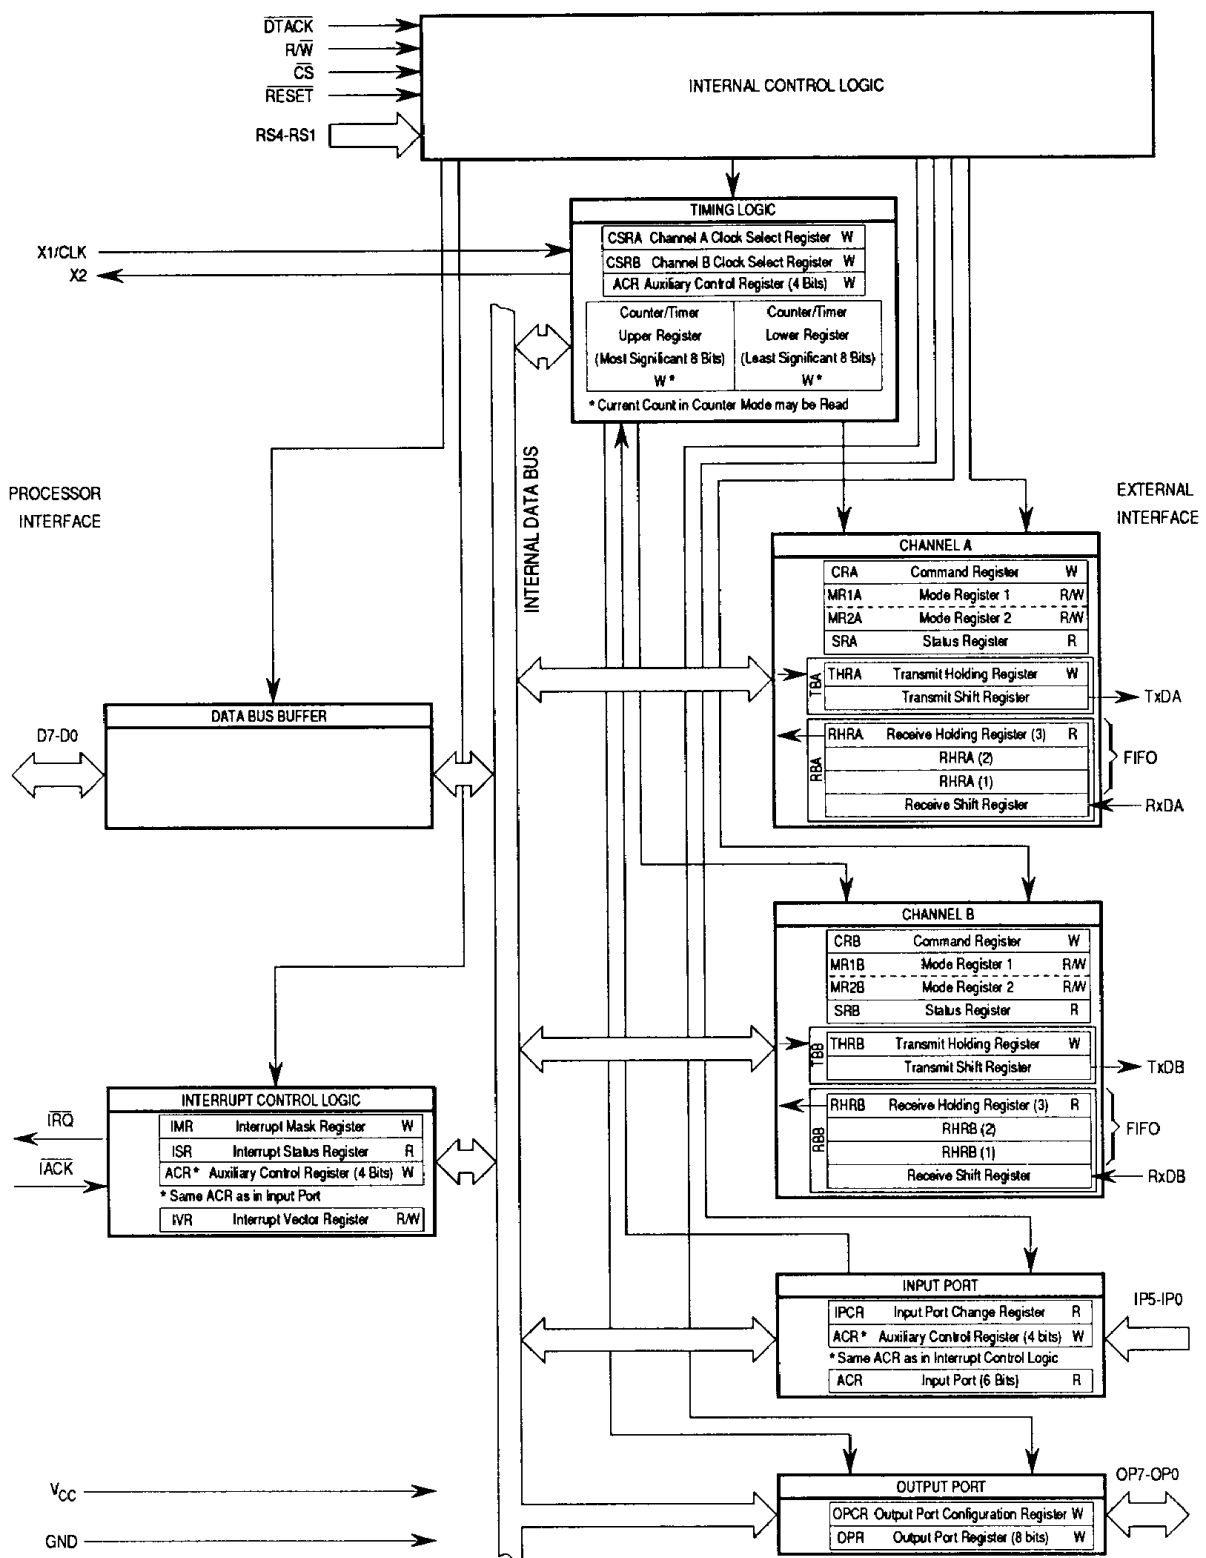 DTACK
R/W
CS
RESET
RS4-RS1
INTERNAL CONTROL LOGIC
TIMING LOGIC
CSRA Channel A Clock Select Register W
CSRB Channel B Clock Select Register W
ACR Auxiliary Control Register (4 Bits) W
Counter/Timer
Upper Register
(Most Significant 8 Bits)
W *
Counter/Timer
Lower Register
(Least Significant 8 Bits)
W *
* Current Count in Counter Mode may be Read
X1/CLK
X2
INTERNAL DATA BUS
PROCESSOR
INTERFACE
EXTERNAL
INTERFACE
CHANNEL A
CRA Command Register W
MR1A Mode Register 1 R/W
MR2A Mode Register 2 R/W
SRA Status Register R
TBA
THRA Transmit Holding Register W
Transmit Shift Register
TxDA
RBA
RHRA Receive Holding Register (3) R
RHRA (2)
RHRA (1)
Receive Shift Register
FIFO
RxDA
DATA BUS BUFFER
D7-D0
CHANNEL B
CRB Command Register W
MR1B Mode Register 1 R/W
MR2B Mode Register 2 R/W
SRB Status Register R
TBB
THRB Transmit Holding Register W
Transmit Shift Register
TxDB
RBB
RHRB Receive Holding Register (3) R
RHRB (2)
RHRB (1)
Receive Shift Register
FIFO
RxDB
INTERRUPT CONTROL LOGIC
IRQ
IACK
IMR Interrupt Mask Register W
ISR Interrupt Status Register R
ACR * Auxiliary Control Register (4 Bits) W
* Same ACR as in Input Port
IVR Interrupt Vector Register R/W
INPUT PORT
IPCR Input Port Change Register R
ACR * Auxiliary Control Register (4 bits) W
* Same ACR as in Interrupt Control Logic
ACR Input Port (6 Bits) R
IP5-IP0
OUTPUT PORT
OPCR Output Port Configuration Register W
OPR Output Port Register (8 bits) W
OP7-OP0
VCC
GND